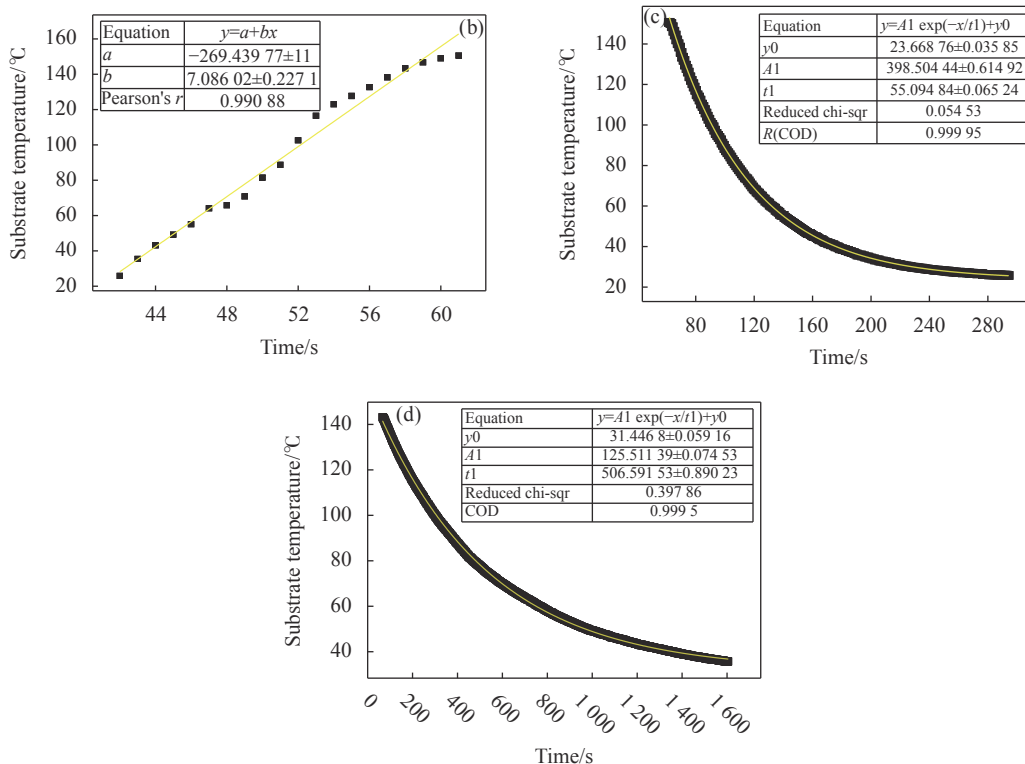 (b)
Equation y=a+bx
a −269.439 77±11
b 7.086 02±0.227 1
Pearson's r 0.990 88
160
140
120
100
80
60
40
20
Substrate temperature/℃
44 48 52 56 60
Time/s
(c)
Equation y=A1 exp(−x/t1)+y0
y0 23.668 76±0.035 85
A1 398.504 44±0.614 92
t1 55.094 84±0.065 24
Reduced chi-sqr 0.054 53
R(COD) 0.999 95
140
120
100
80
60
40
20
Substrate temperature/℃
80 120 160 200 240 280
Time/s
(d)
Equation y=A1 exp(−x/t1)+y0
y0 31.446 8±0.059 16
A1 125.511 39±0.074 53
t1 506.591 53±0.890 23
Reduced chi-sqr 0.397 86
COD 0.999 5
140
120
100
80
60
40
Substrate temperature/℃
0 200 400 600 800 1 000 1 200 1 400 1 600
Time/s